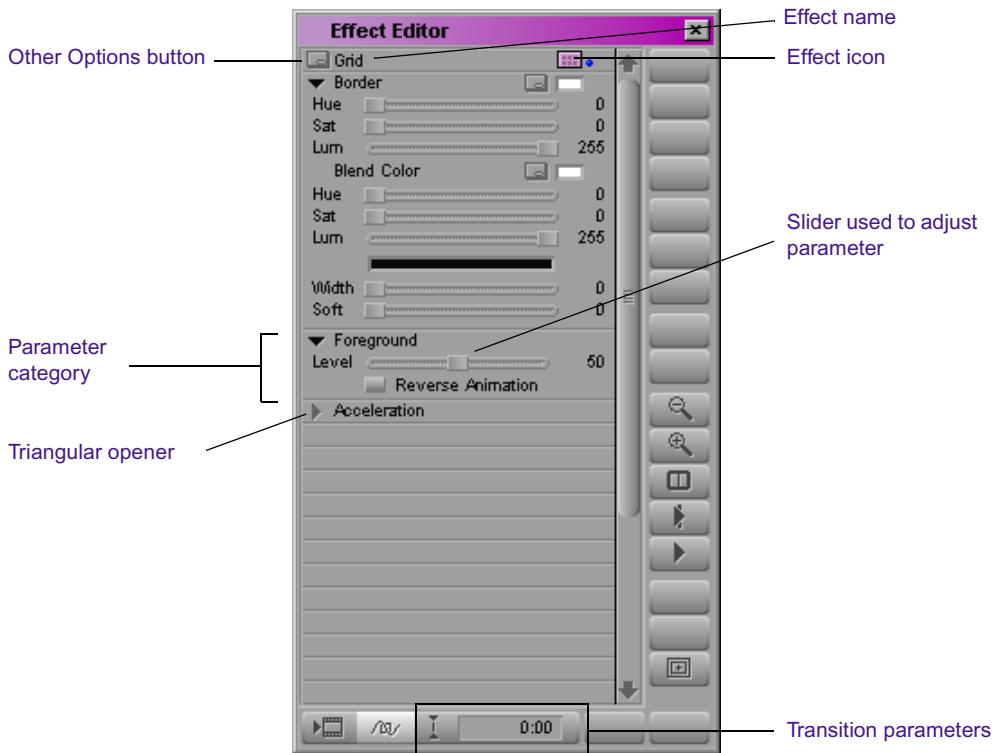 Effect name
Effect Editor
Other Options button
Effect icon
Grid
Border
Hue 0
Sat 0
Lum 255
Blend Color
Hue 0
Sat 0
Lum 255
Slider used to adjust
parameter
Width 0
Soft 0
Parameter
category
Foreground
Level 50
Reverse Animation
Acceleration
Triangular opener
0:00
Transition parameters